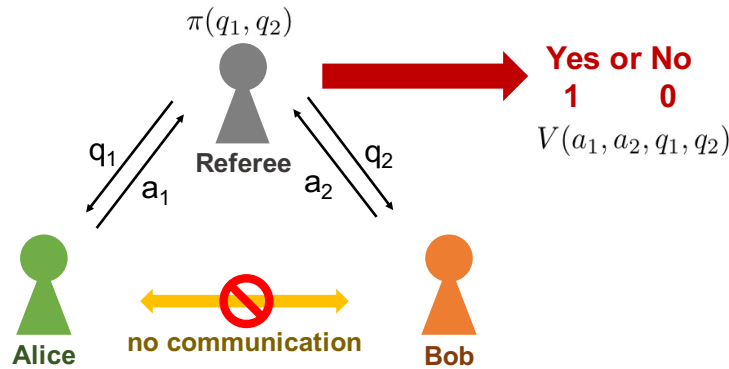 π(q₁, q₂)
Yes or No
1 0
V(a₁, a₂, q₁, q₂)
Referee
q₁
a₁
q₂
a₂
no communication
Alice
Bob